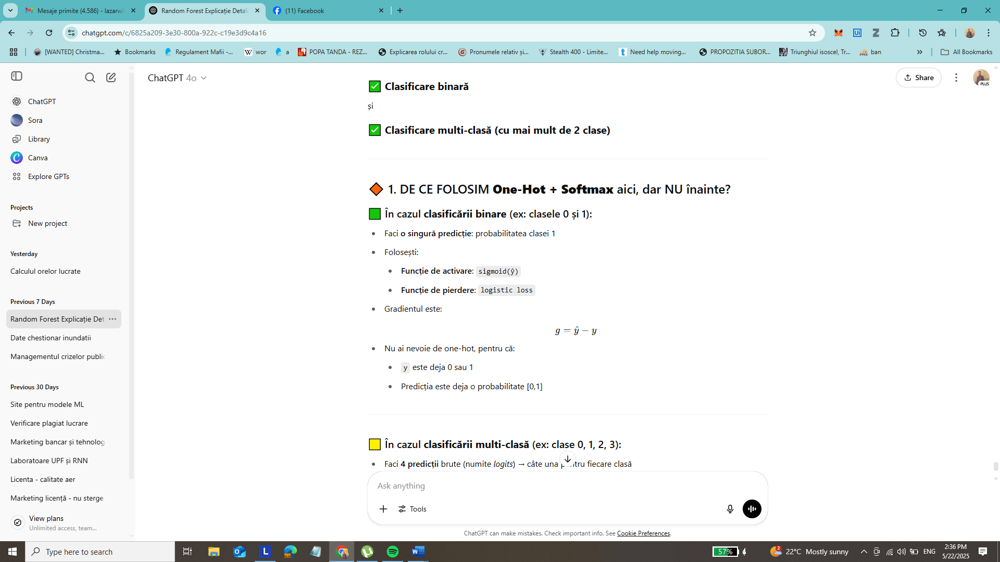 Mesaje primite (4.586) - lazarwi
Random Forest Explicație Detali
(11) Facebook
chatgpt.com/c/6825a209-3e30-800a-922c-c19e3d9c4a16
[WANTED] Christma...
Bookmarks
Regulament Mafii -...
wor
a
POPA TANDA - REZ...
Explicarea rolului cr...
Pronumele relativ și...
Stealth 400 - Limite...
Need help moving...
PROPOZITIA SUBOR...
Triunghiul isoscel, Tr...
ban
All Bookmarks
ChatGPT
Sora
Library
Canva
Explore GPTs
Projects
New project
Yesterday
Calculul orelor lucrate
Previous 7 Days
Random Forest Explicație Det
Date chestionar inundatii
Managementul crizelor public
Previous 30 Days
Site pentru modele ML
Verificare plagiat lucrare
Marketing bancar și tehnolog
Laboratoare UPF și RNN
Licenta - calitate aer
Marketing licență - nu sterge
View plans
Unlimited access, team...
ChatGPT 4o
Share
PLUS
Clasificare binară
și
Clasificare multi-clasă (cu mai mult de 2 clase)
1. DE CE FOLOSIM One-Hot + Softmax aici, dar NU înainte?
În cazul clasificării binare (ex: clasele 0 și 1):
Faci o singură predicție: probabilitatea clasei 1
Folosești:
Funcție de activare: sigmoid(ŷ)
Funcție de pierdere: logistic loss
Gradientul este:
g = ŷ − y
Nu ai nevoie de one-hot, pentru că:
y este deja 0 sau 1
Predicția este deja o probabilitate [0,1]
În cazul clasificării multi-clasă (ex: clase 0, 1, 2, 3):
Faci 4 predicții brute (numite logits) → câte una pentru fiecare clasă
Ask anything
Tools
ChatGPT can make mistakes. Check important info. See Cookie Preferences.
Type here to search
57%
2
22°C Mostly sunny
ENG
2:36 PM
5/22/2025